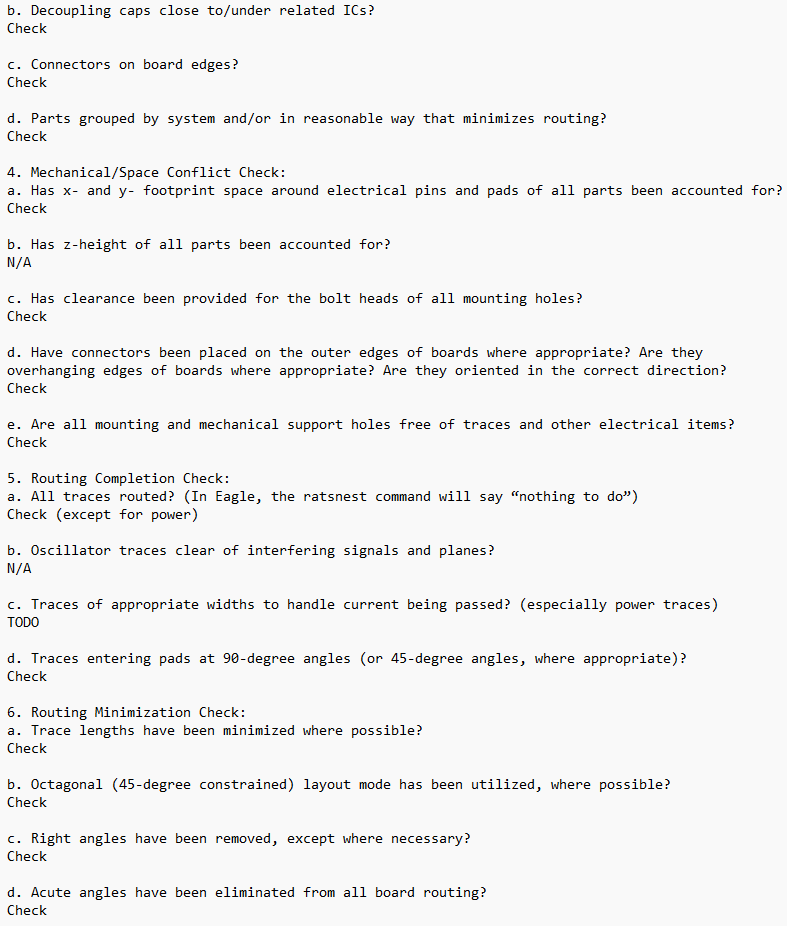 b. Decoupling caps close to/under related ICs?
Check
c. Connectors on board edges?
Check
d. Parts grouped by system and/or in reasonable way that minimizes routing?
Check
4. Mechanical/Space Conflict Check:
a. Has x- and y- footprint space around electrical pins and pads of all parts been accounted for?
Check
b. Has z-height of all parts been accounted for?
N/A
c. Has clearance been provided for the bolt heads of all mounting holes?
Check
d. Have connectors been placed on the outer edges of boards where appropriate? Are they
overhanging edges of boards where appropriate? Are they oriented in the correct direction?
Check
e. Are all mounting and mechanical support holes free of traces and other electrical items?
Check
5. Routing Completion Check:
a. All traces routed? (In Eagle, the ratsnest command will say “nothing to do”)
Check (except for power)
b. Oscillator traces clear of interfering signals and planes?
N/A
c. Traces of appropriate widths to handle current being passed? (especially power traces)
TODO
d. Traces entering pads at 90-degree angles (or 45-degree angles, where appropriate)?
Check
6. Routing Minimization Check:
a. Trace lengths have been minimized where possible?
Check
b. Octagonal (45-degree constrained) layout mode has been utilized, where possible?
Check
c. Right angles have been removed, except where necessary?
Check
d. Acute angles have been eliminated from all board routing?
Check